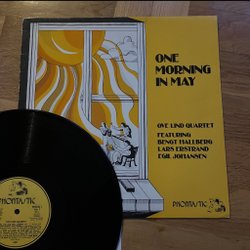 ONE
MORNING
IN MAY
OVE LIND QUARTET
FEATURING
BENGT HALLBERG
LARS ERSTRAND
EGIL JOHANSEN
PHONTASTIC
PHONTASTIC